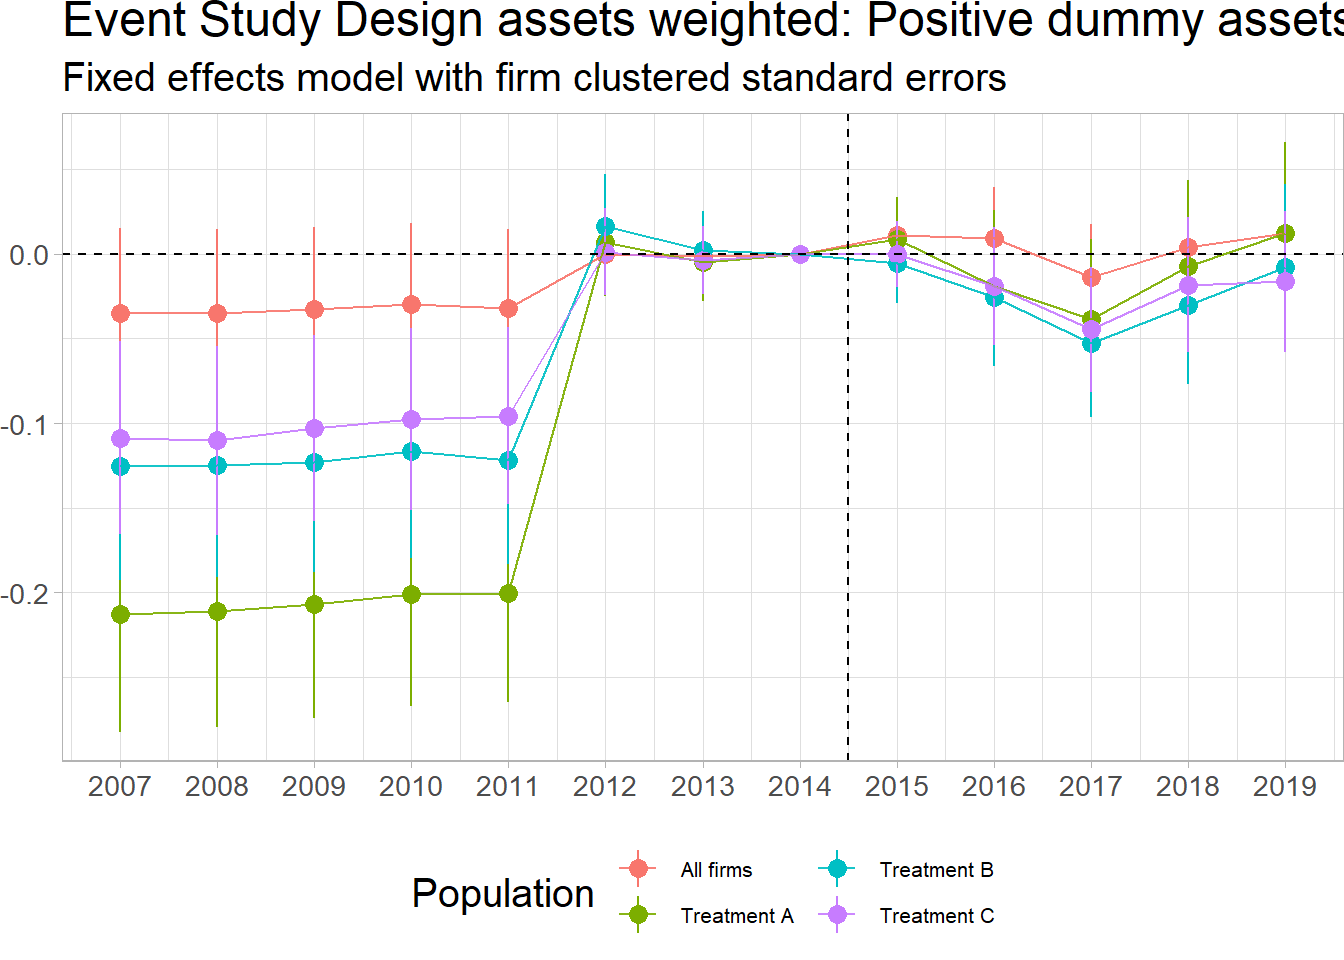 Event Study Design assets weighted: Positive dummy assets
Fixed effects model with firm clustered standard errors
0.0
-0.1
-0.2
2007 2008 2009 2010 2011 2012 2013 2014 2015 2016 2017 2018 2019
Population
All firms
Treatment A
Treatment B
Treatment C